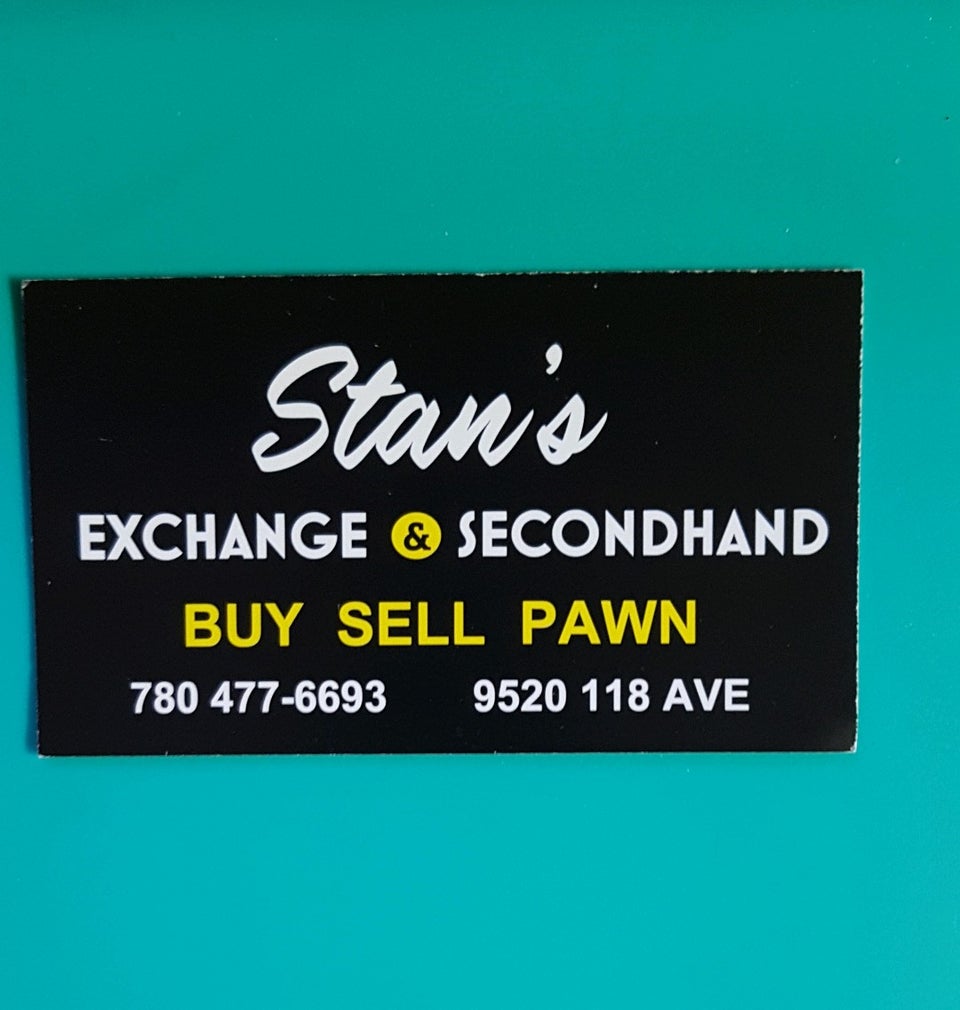 Stan's
EXCHANGE & SECONDHAND
BUY SELL PAWN
780 477-6693 9520 118 AVE